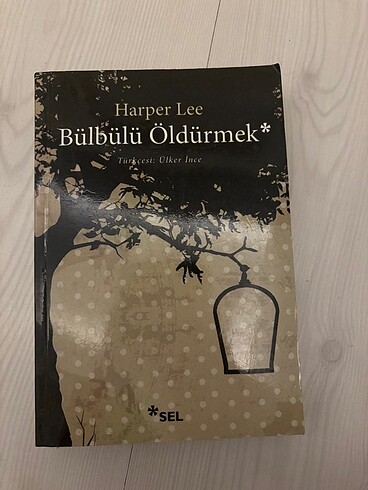 Harper Lee
Bülbülü Öldürmek*
Türkçesi: Ülker İnce
*SEL